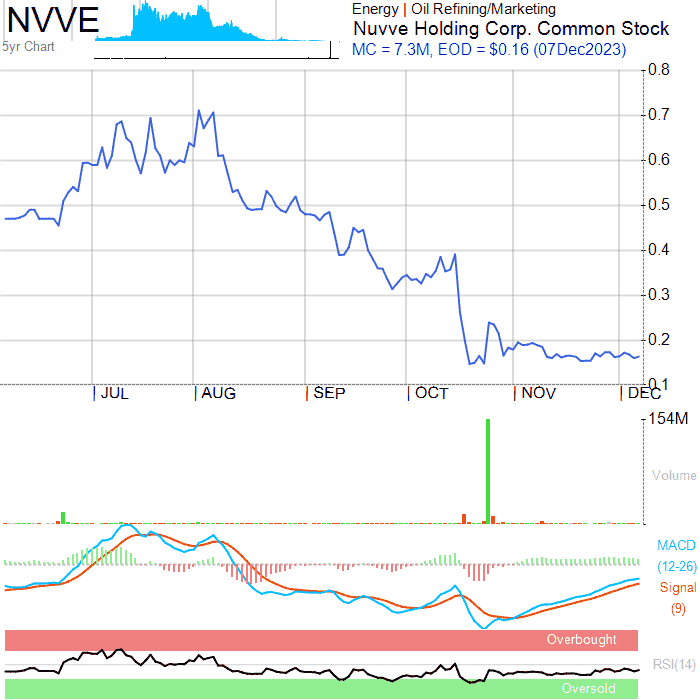 NVVE
5yr Chart
Energy | Oil Refining/Marketing
Nuvve Holding Corp. Common Stock
MC = 7.3M, EOD = $0.16 (07Dec2023)
0.8
0.7
0.6
0.5
0.4
0.3
0.2
0.1
|JUL |AUG |SEP |OCT |NOV |DEC
154M
Volume
MACD
(12-26)
Signal
(9)
Overbought
RSI(14)
Oversold